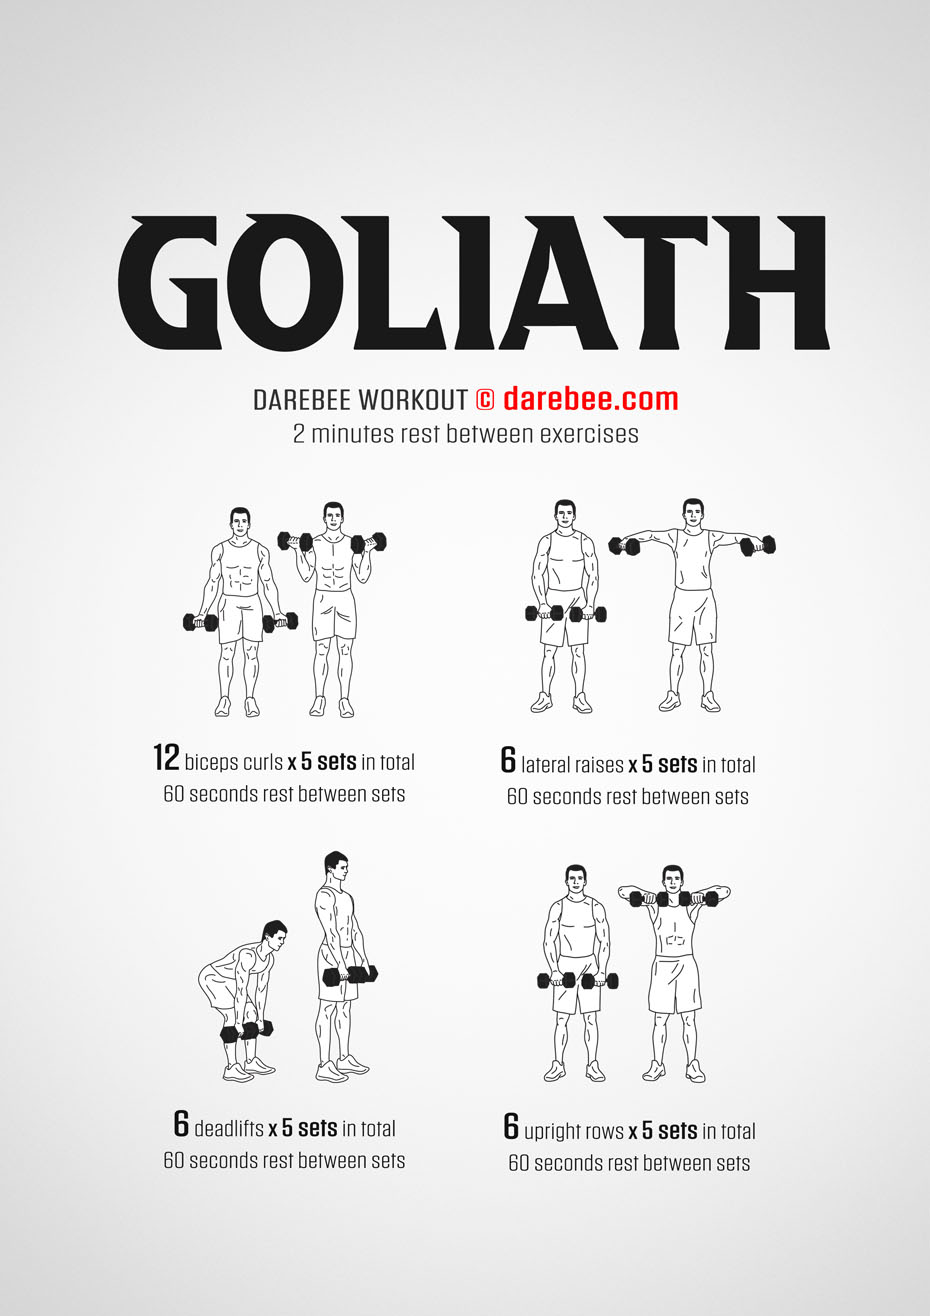 GOLIATH
DAREBEE WORKOUT © darebee.com
2 minutes rest between exercises
12 biceps curls x 5 sets in total
60 seconds rest between sets
6 lateral raises x 5 sets in total
60 seconds rest between sets
6 deadlifts x 5 sets in total
60 seconds rest between sets
6 upright rows x 5 sets in total
60 seconds rest between sets